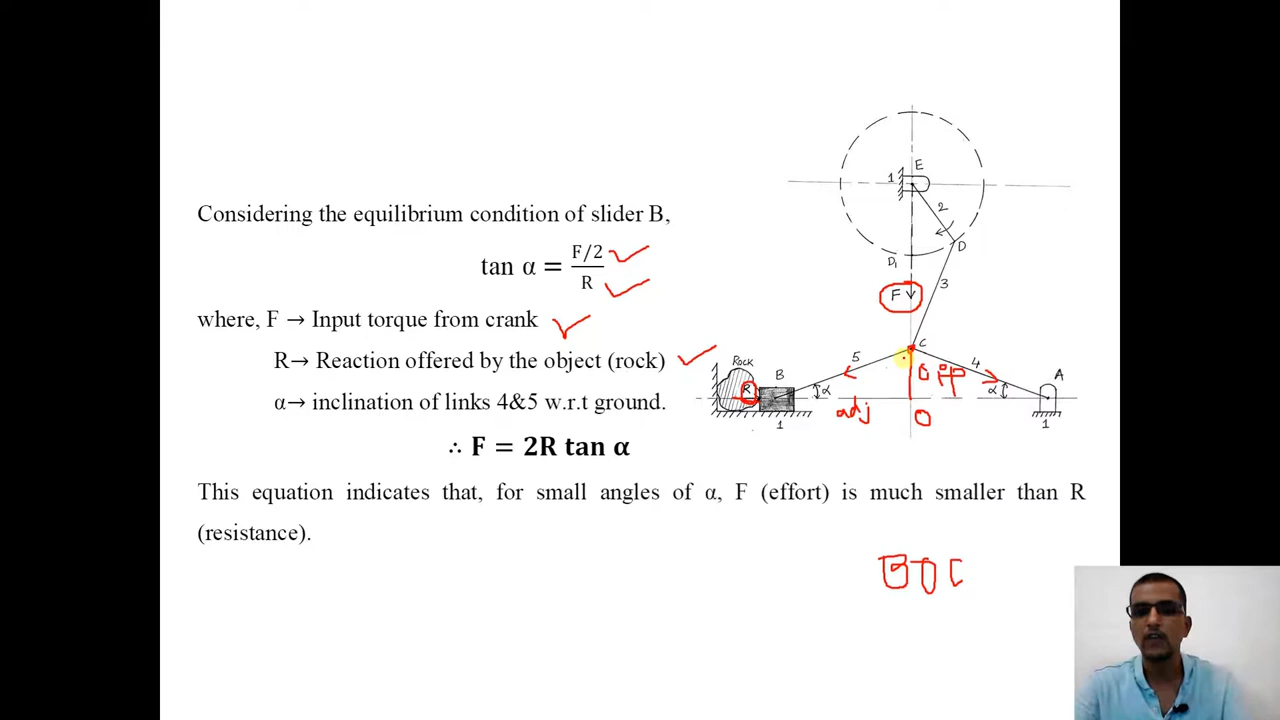 Considering the equilibrium condition of slider B,
tan α = F/2 / R
where, F → Input torque from crank
R→ Reaction offered by the object (rock)
α→ inclination of links 4&5 w.r.t ground.
∴ F = 2R tan α
This equation indicates that, for small angles of α, F (effort) is much smaller than R
(resistance).
E
1
2
D
D₁
3
F
C
5
4
Rock
B
A
R
α
α
opp
adj
O
1
1
BOC